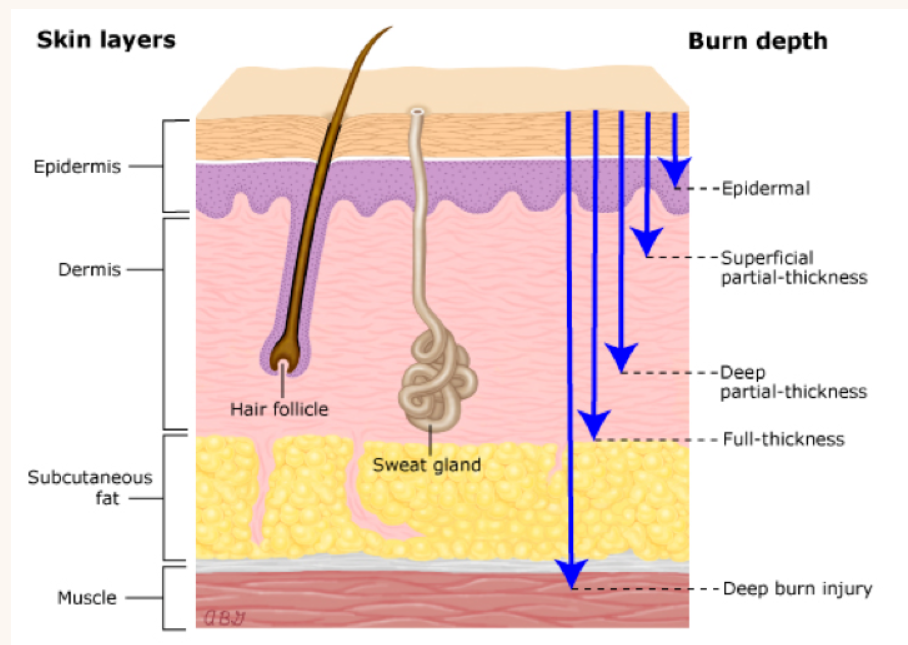 Skin layers
Burn depth
Epidermis
Epidermal
Dermis
Superficial
partial-thickness
Deep
partial-thickness
Hair follicle
Full-thickness
Sweat gland
Subcutaneous
fat
Deep burn injury
Muscle